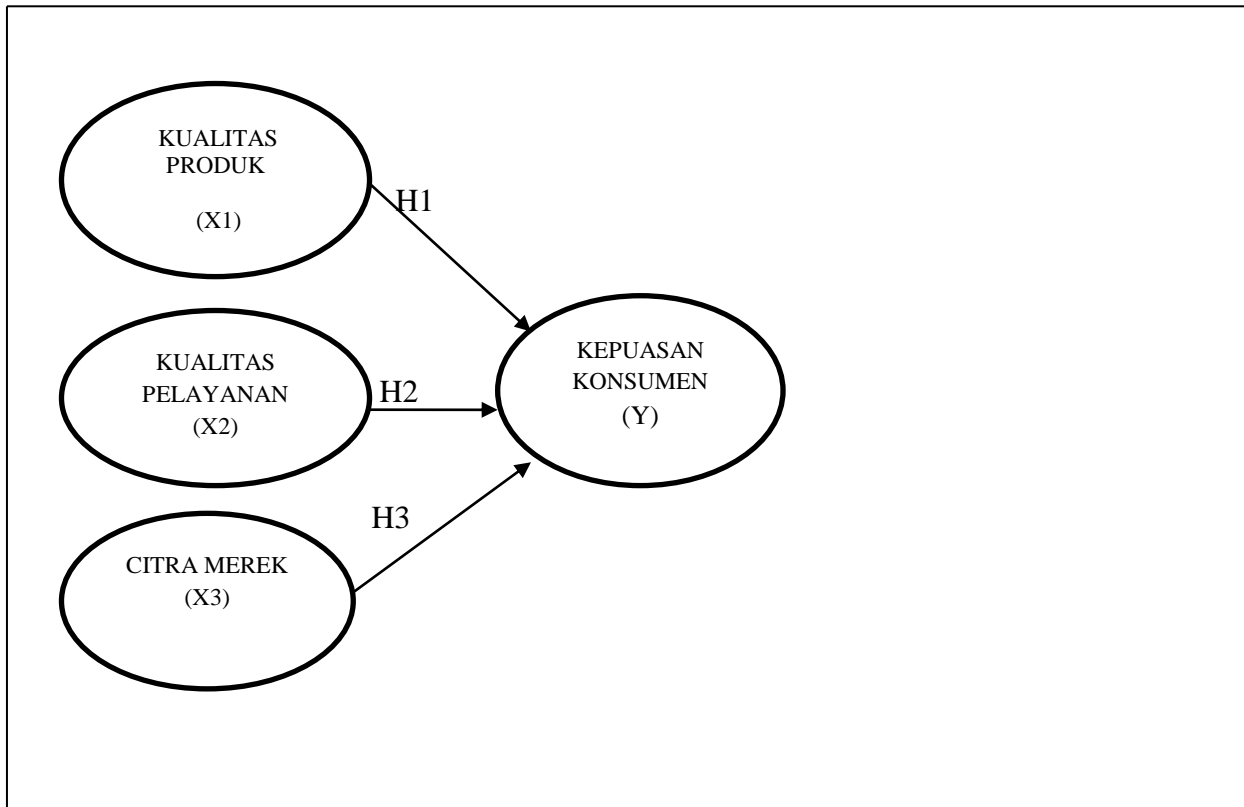 KUALITAS
PRODUK
(X1)
H1
KUALITAS
PELAYANAN
(X2)
H2
KEPUASAN
KONSUMEN
(Y)
H3
CITRA MEREK
(X3)